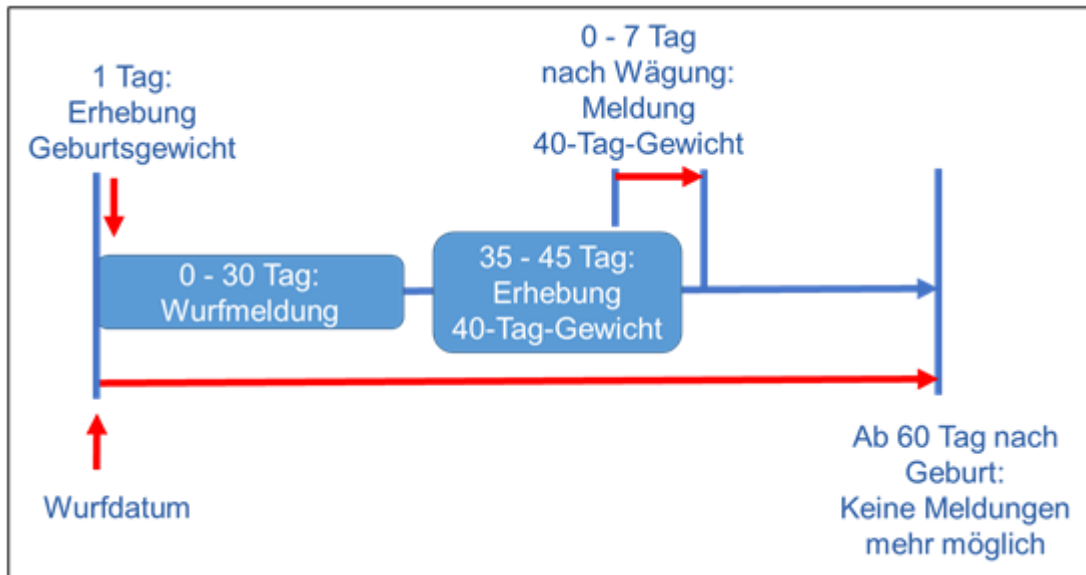 1 Tag:
Erhebung
Geburtsgewicht
0 - 7 Tag
nach Wägung:
Meldung
40-Tag-Gewicht
0 - 30 Tag:
Wurfmeldung
35 - 45 Tag:
Erhebung
40-Tag-Gewicht
Wurfdatum
Ab 60 Tag nach
Geburt:
Keine Meldungen
mehr möglich